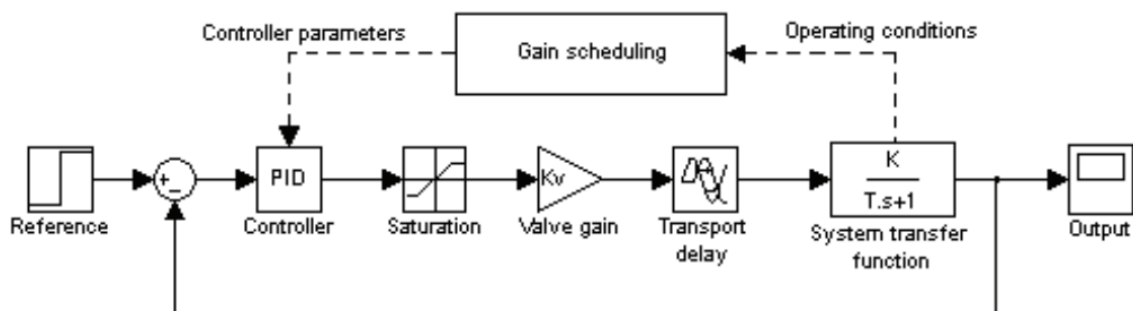 Controller parameters
Gain scheduling
Operating conditions
Reference
+
−
PID
Controller
Saturation
Kv
Valve gain
Transport
delay
K
T.s+1
System transfer
function
Output